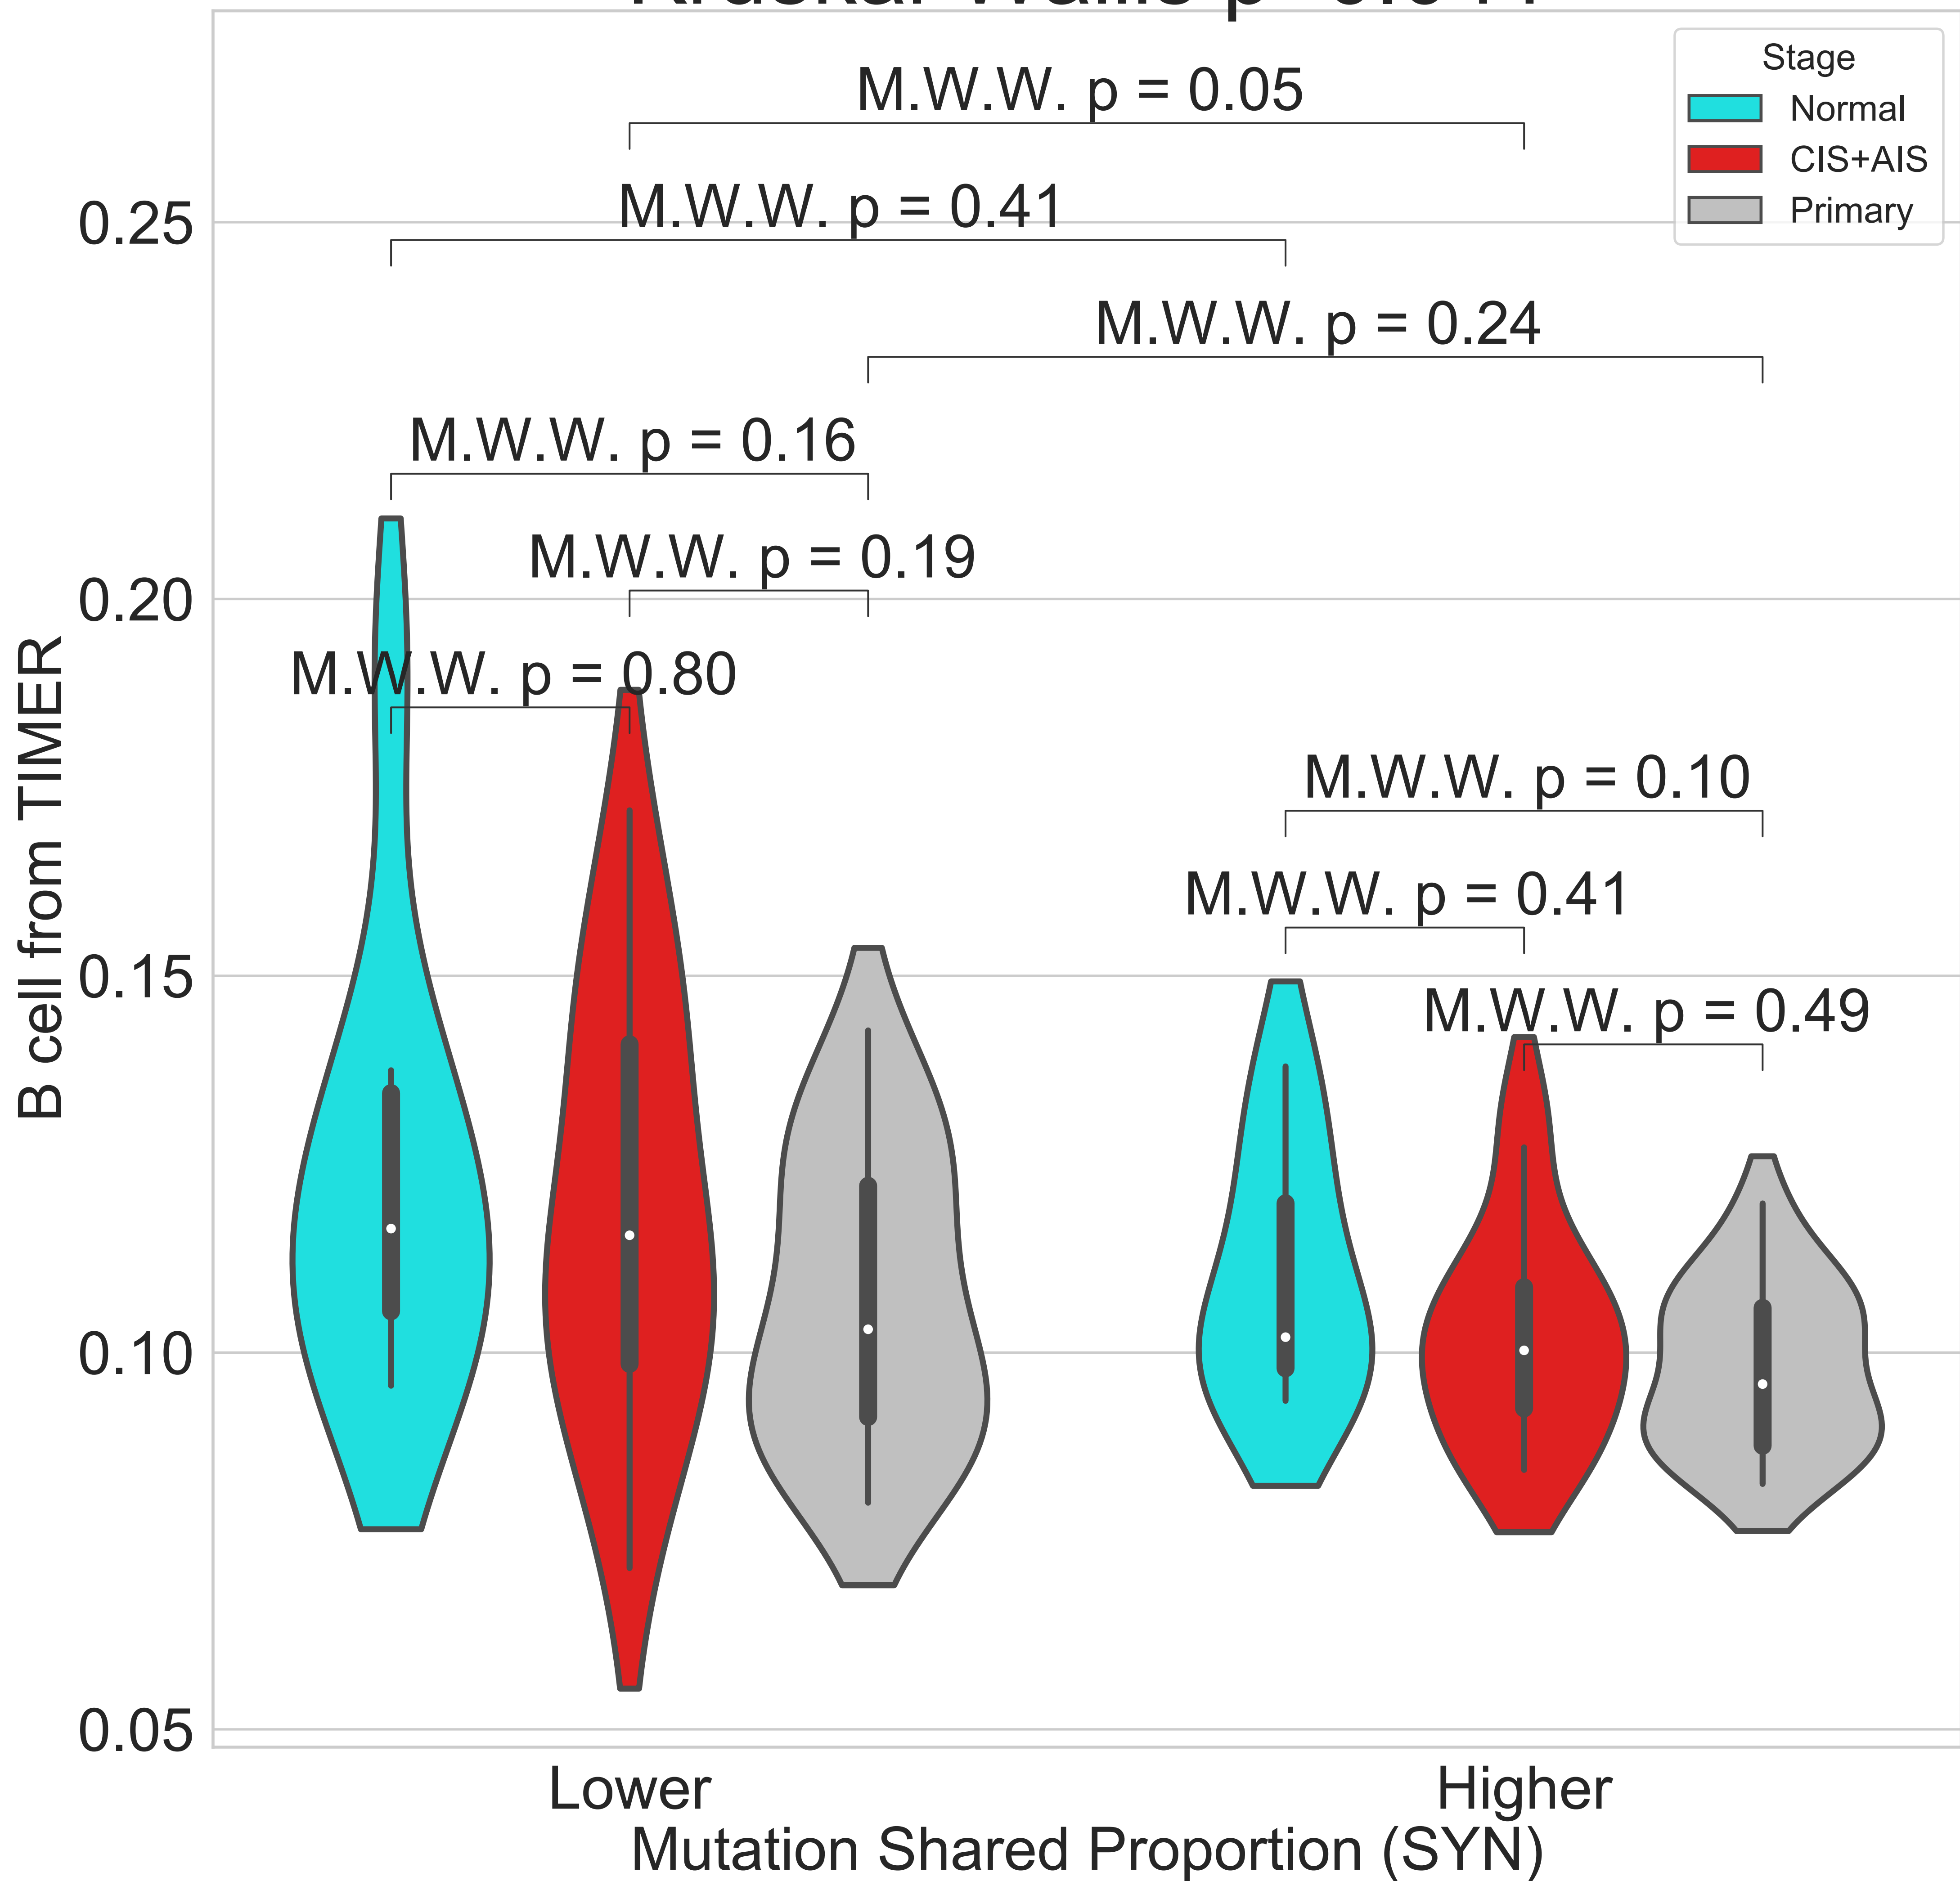 Stage
Normal
CIS+AIS
Primary
M.W.W. p = 0.05
M.W.W. p = 0.41
M.W.W. p = 0.24
M.W.W. p = 0.16
M.W.W. p = 0.19
M.W.W. p = 0.80
M.W.W. p = 0.10
M.W.W. p = 0.41
M.W.W. p = 0.49
B cell from TIMER
0.25
0.20
0.15
0.10
0.05
Lower
Higher
Mutation Shared Proportion (SYN)